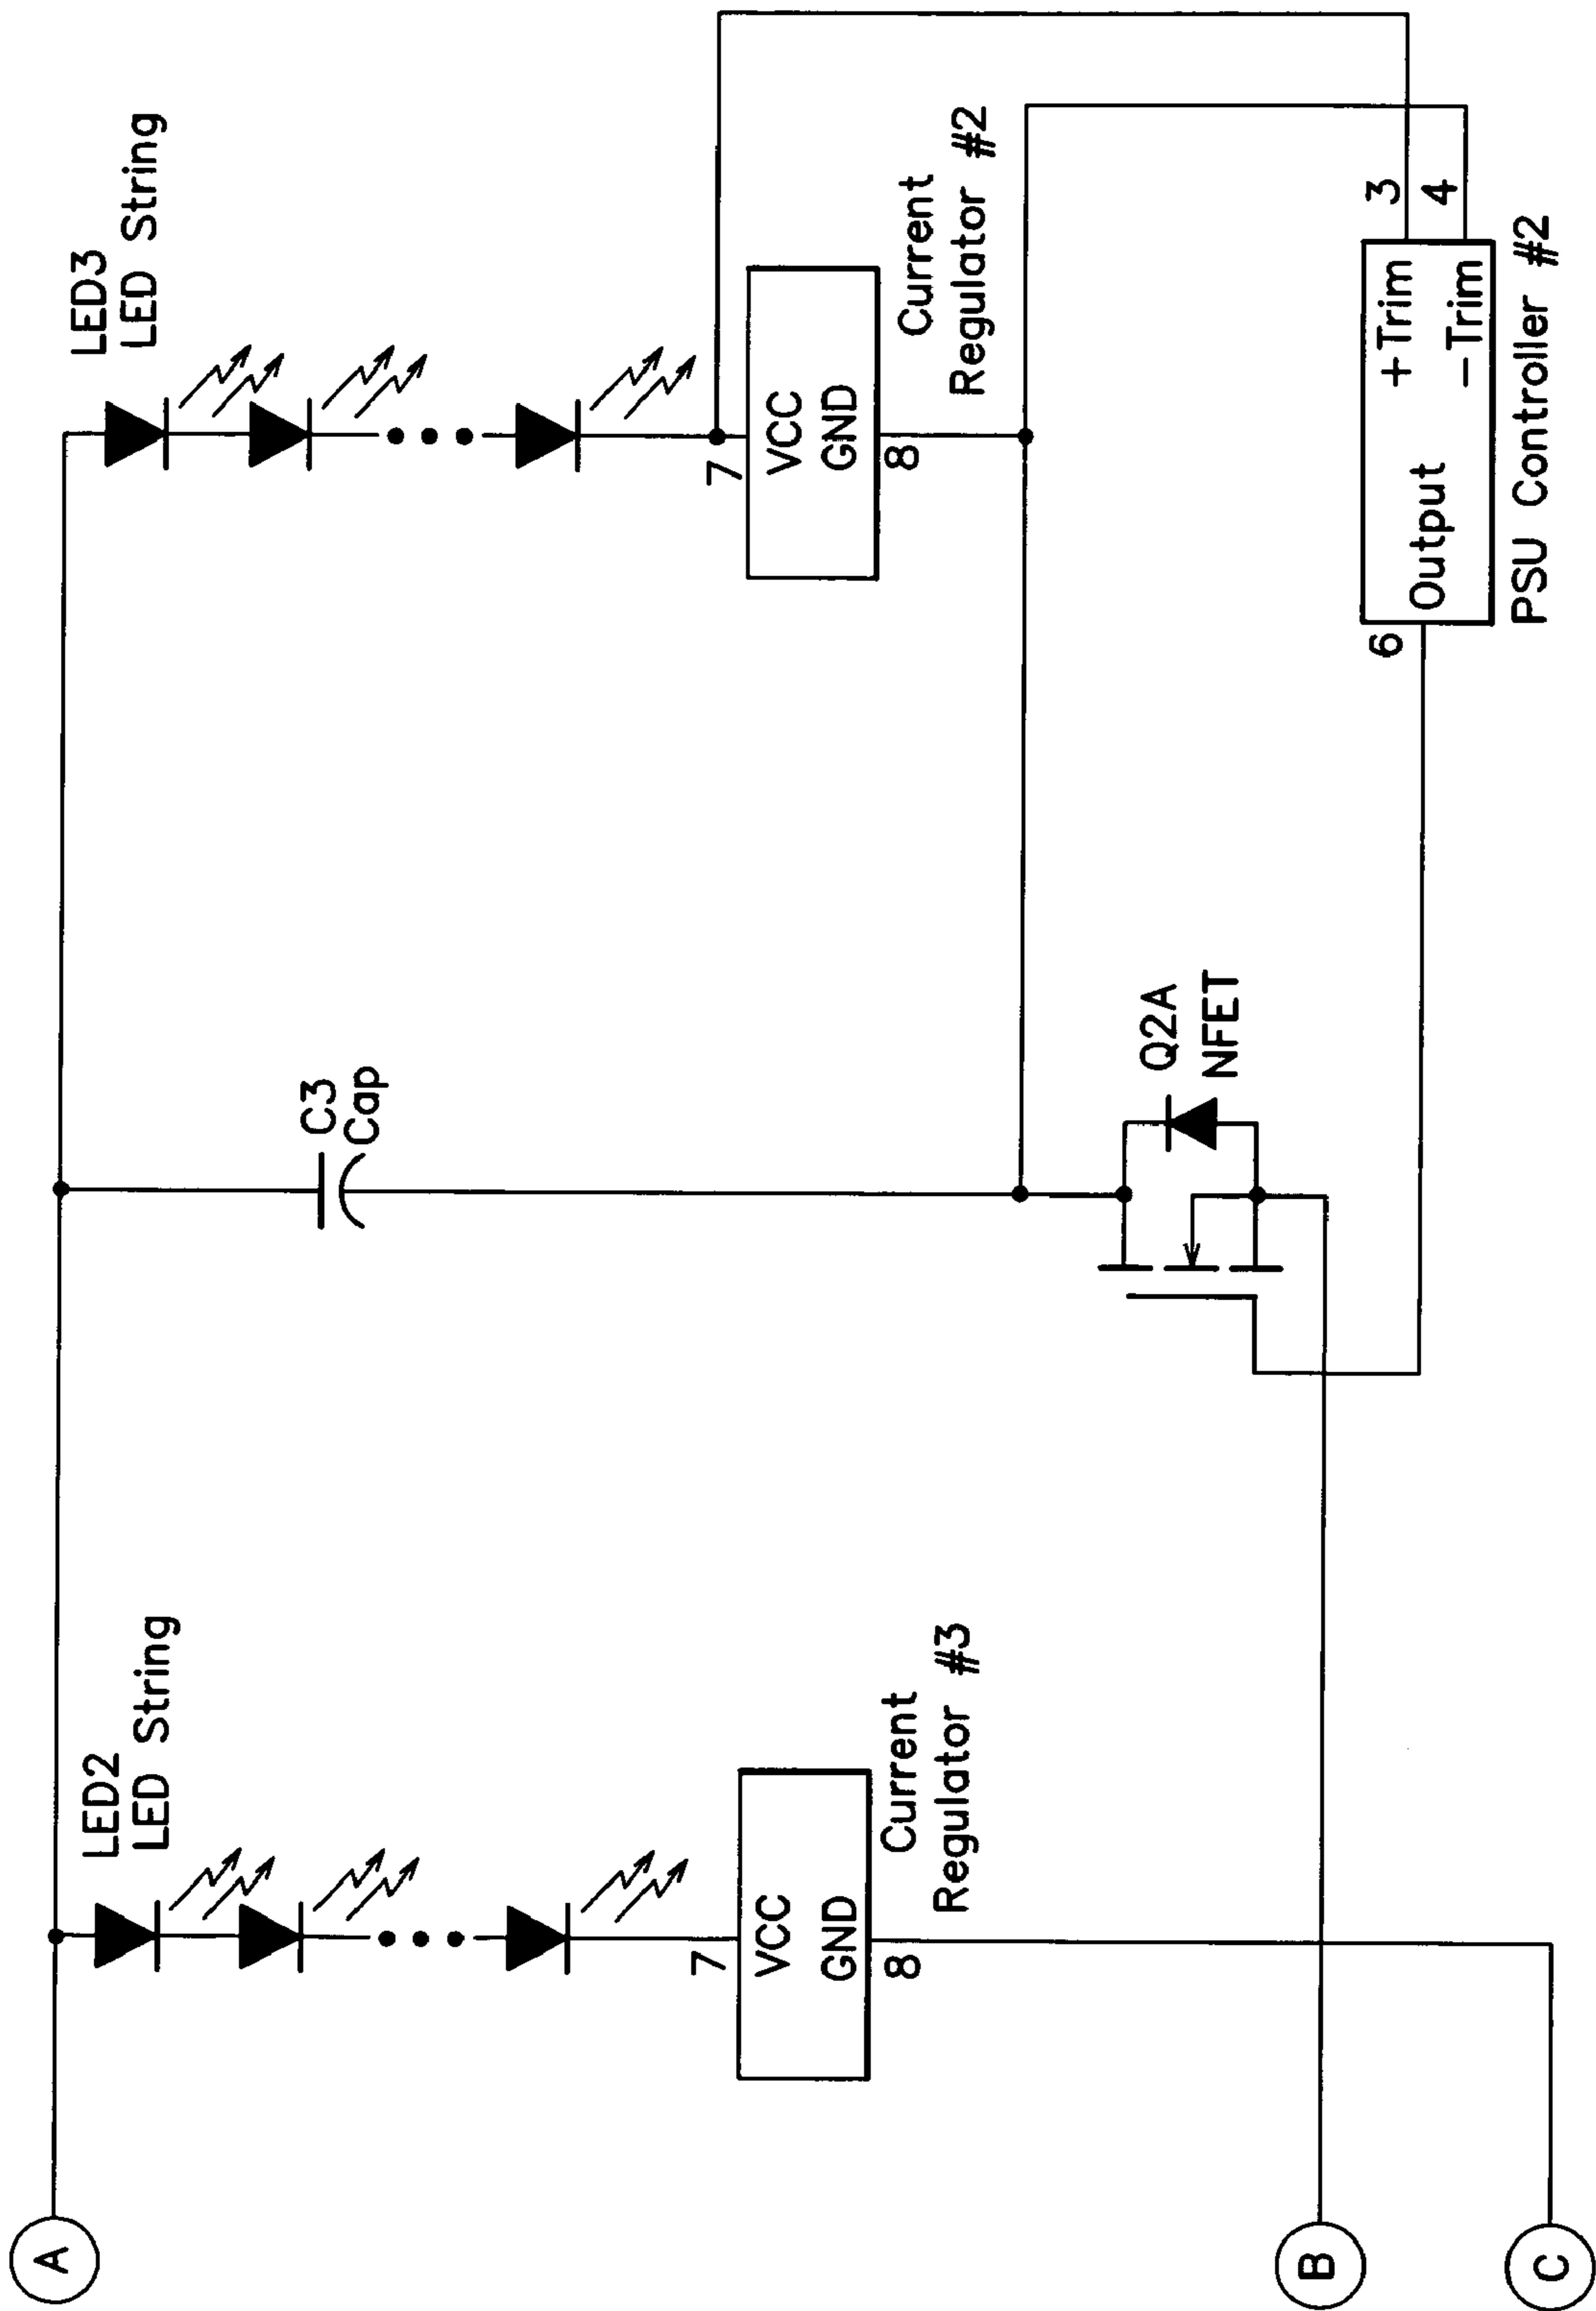 A
LED2
LED String
7
VCC
GND
8
Current
Regulator #3
C3
Cap
LED3
LED String
7
VCC
GND
8
Current
Regulator #2
Q2A
NFET
B
6
Output
+Trim
-Trim
3
4
PSU Controller #2
C